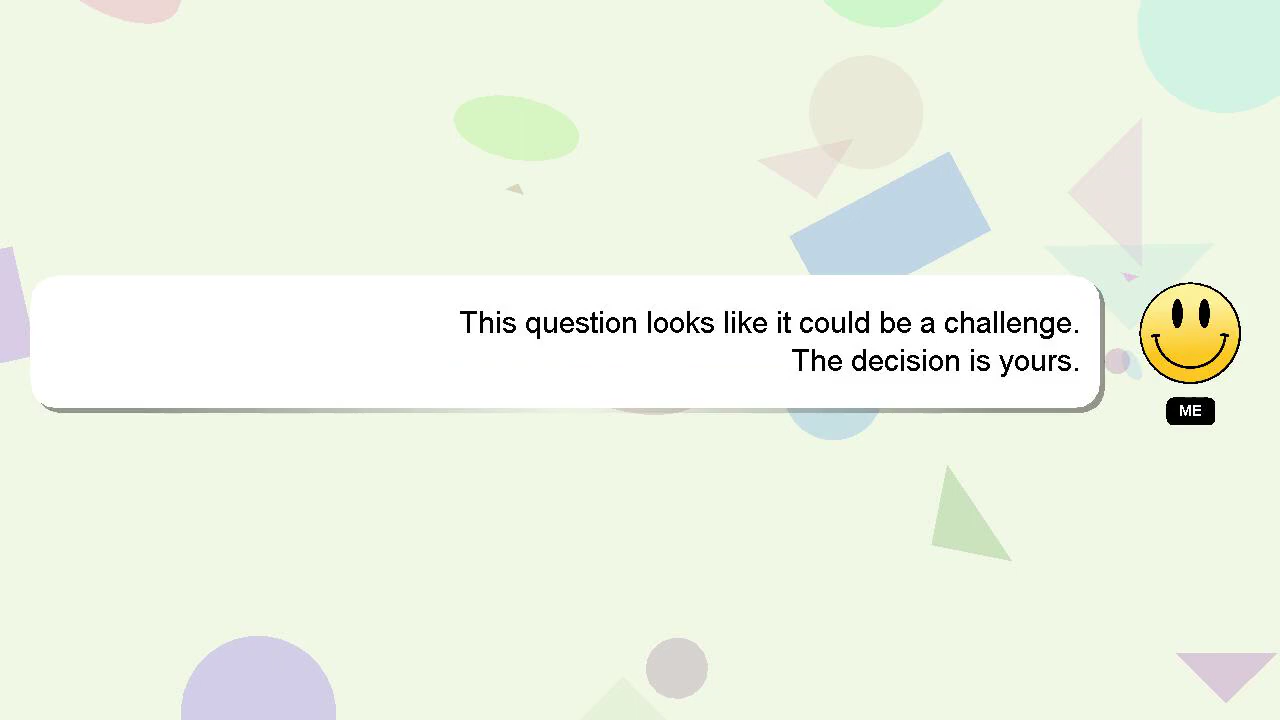 This question looks like it could be a challenge.
The decision is yours.
ME